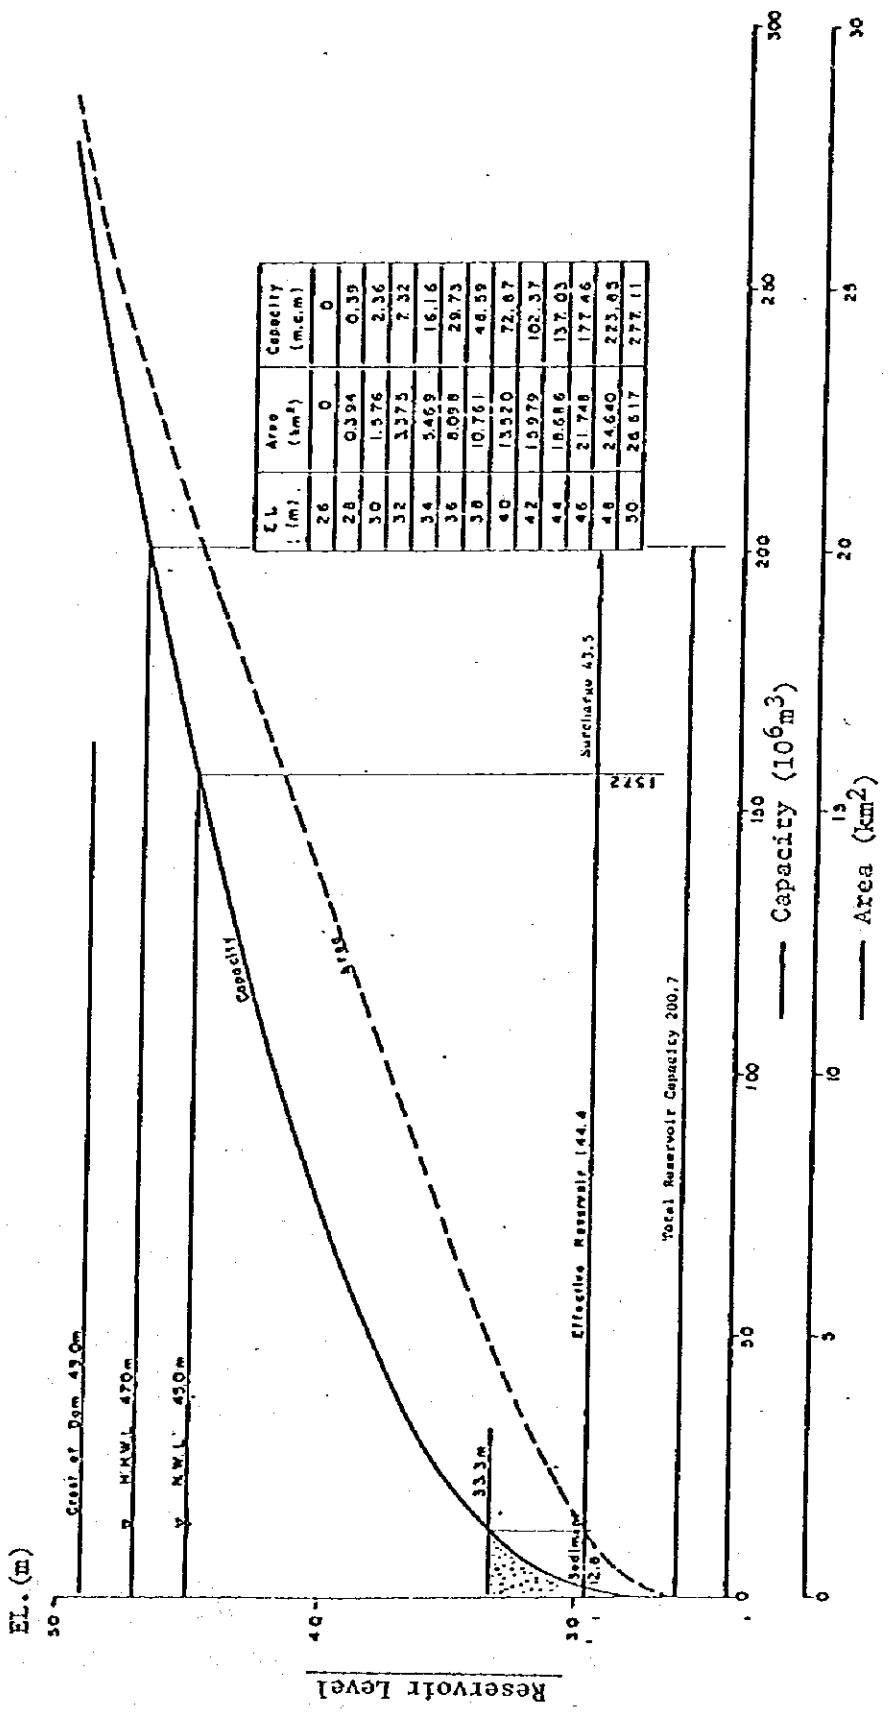 EL.(m)
50
40
30
Reservoir Level
Crest of Dam 49.0m
H.H.W.L 47.0m
N.W.L 45.0m
33.3m
Capacity
Area
EL (m)	Area (km²)	Capacity (m.c.m)
26	0	0
28	0.394	0.39
30	1.576	2.36
32	3.375	7.32
34	5.469	16.16
36	8.098	29.73
38	10.761	48.59
40	13.520	72.87
42	15.979	102.37
44	18.686	137.03
46	21.748	177.46
48	24.640	223.85
50	28.617	277.11
Sediment 12.8
Effective Reservoir 144.4
Surcharge 43.5
157.2
Total Reservoir Capacity 200.7
0 50 100 150 200 250 300
Capacity (10⁶m³)
0 5 10 15 20 25 30
Area (km²)